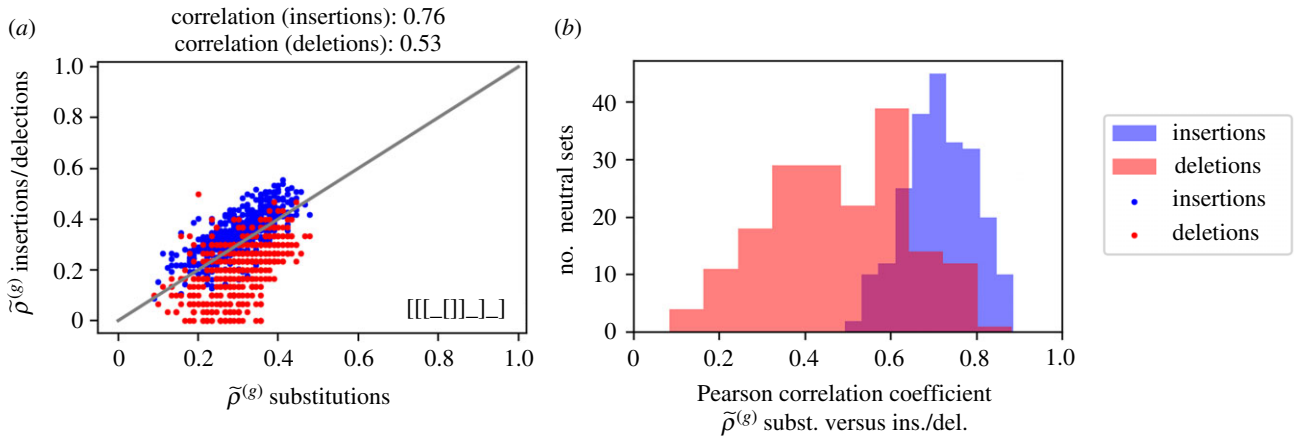 (a)
correlation (insertions): 0.76
correlation (deletions): 0.53
1.0
0.8
0.6
0.4
0.2
0
ρ̃(g) insertions/delections
[[[_[]]_]_]
0 0.2 0.4 0.6 0.8 1.0
ρ̃(g) substitutions
(b)
40
30
20
10
0
no. neutral sets
0 0.2 0.4 0.6 0.8 1.0
Pearson correlation coefficient
ρ̃(g) subst. versus ins./del.
insertions
deletions
insertions
deletions